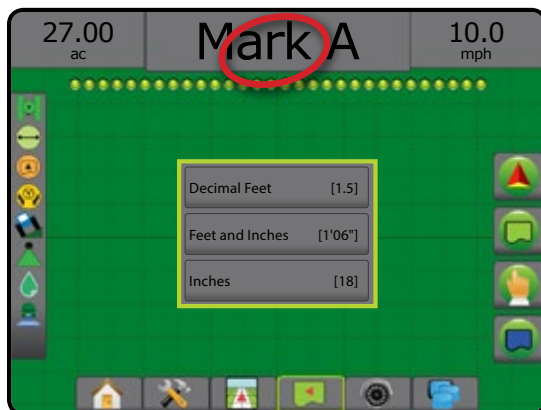 27.00
ac
Mark A
10.0
mph
Decimal Feet [1.5]
Feet and Inches [1'06"]
Inches [18]